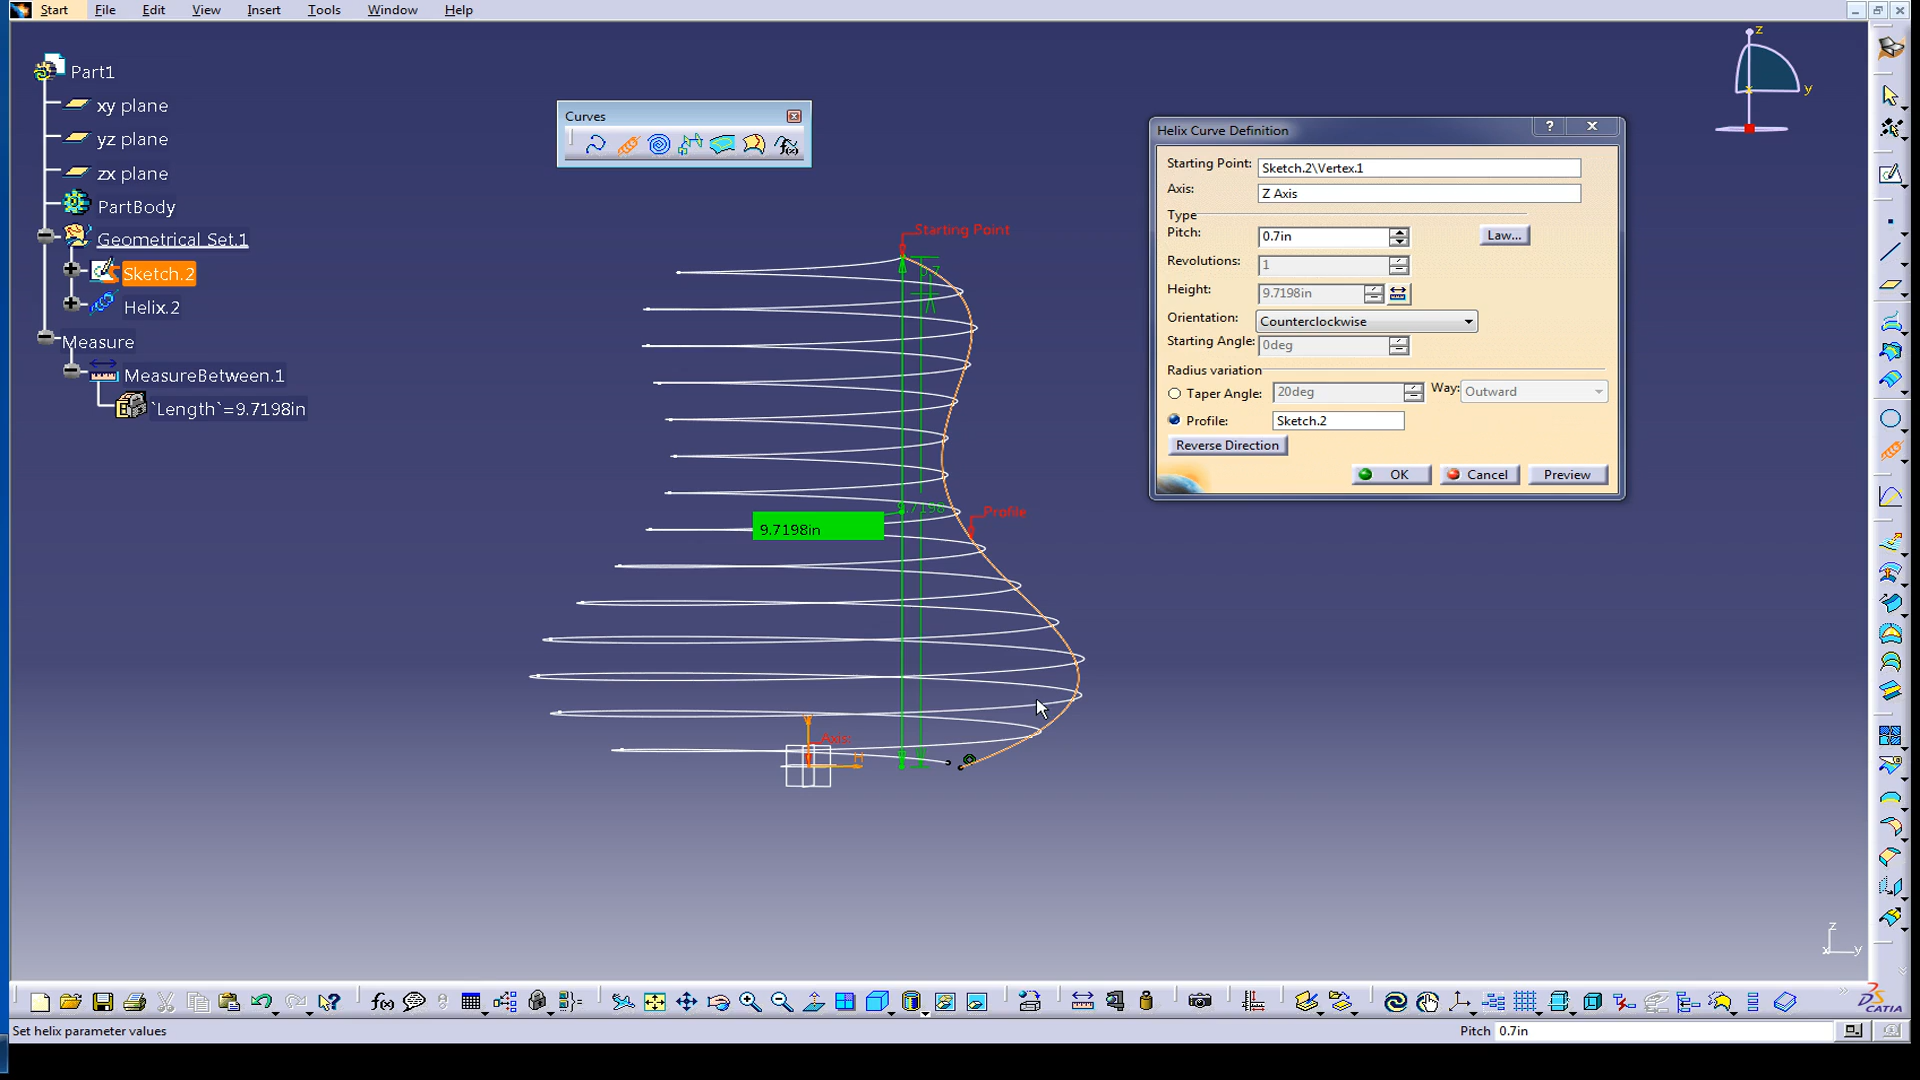 Start File Edit View Insert Tools Window Help
Part1
xy plane
yz plane
zx plane
PartBody
Geometrical Set.1
Sketch.2
Helix.2
Measure
MeasureBetween.1
`Length`=9.7198in
Curves
f(x)
Starting Point
9.7198
9.7198in
Profile
Axis:
H
z
y
Helix Curve Definition
?
Starting Point: Sketch.2\Vertex.1
Axis: Z Axis
Type
Pitch: 0.7in Law...
Revolutions: 1
Height: 9.7198in
Orientation: Counterclockwise
Starting Angle: 0deg
Radius variation
Taper Angle: 20deg Way: Outward
Profile: Sketch.2
Reverse Direction
OK Cancel Preview
z
x y
f(x)
CATIA
Set helix parameter values
Pitch 0.7in